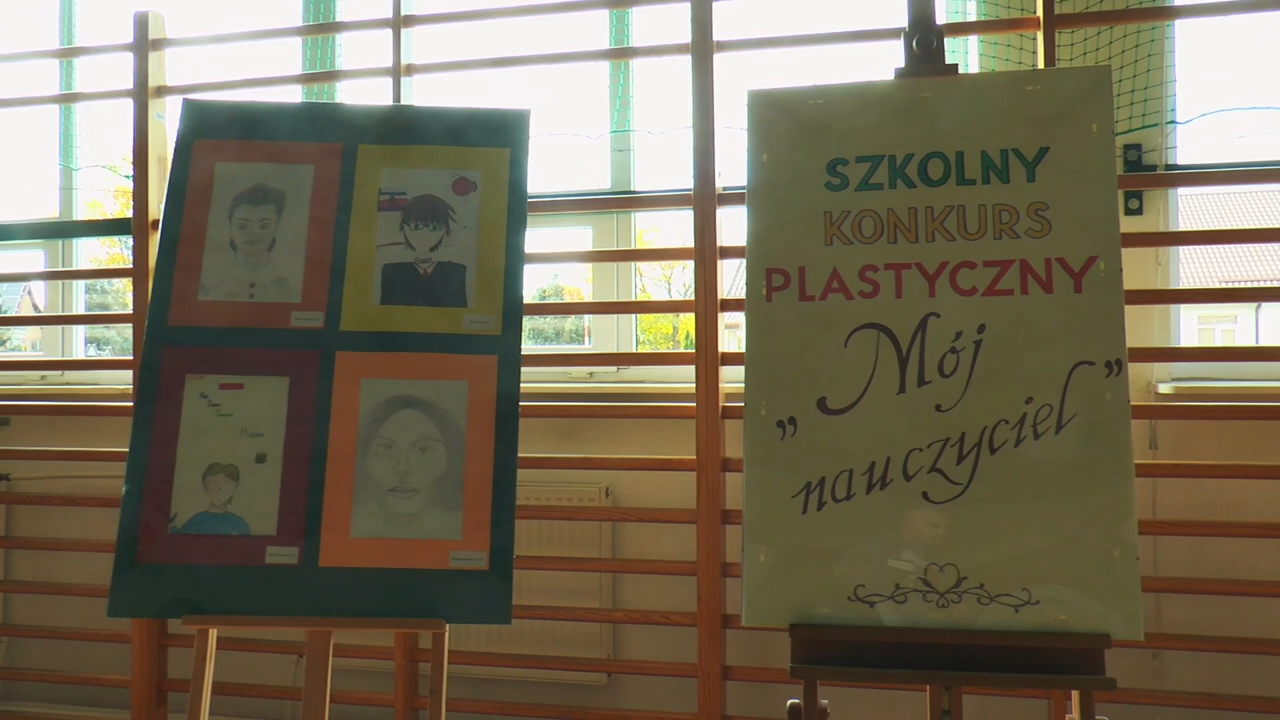 SZKOLNY
KONKURS
PLASTYCZNY
„Mój
nauczyciel”